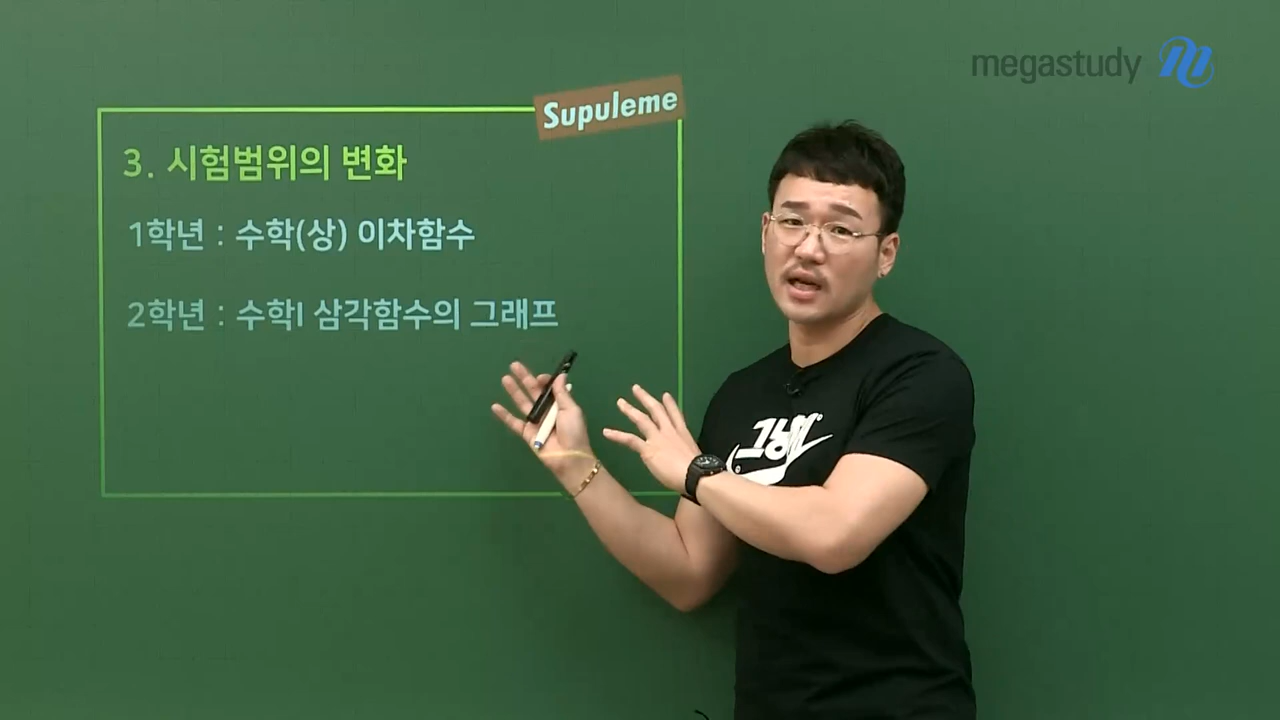 megastudy
Supuleme
3. 시험범위의 변화
1학년 : 수학(상) 이차함수
2학년 : 수학I 삼각함수의 그래프